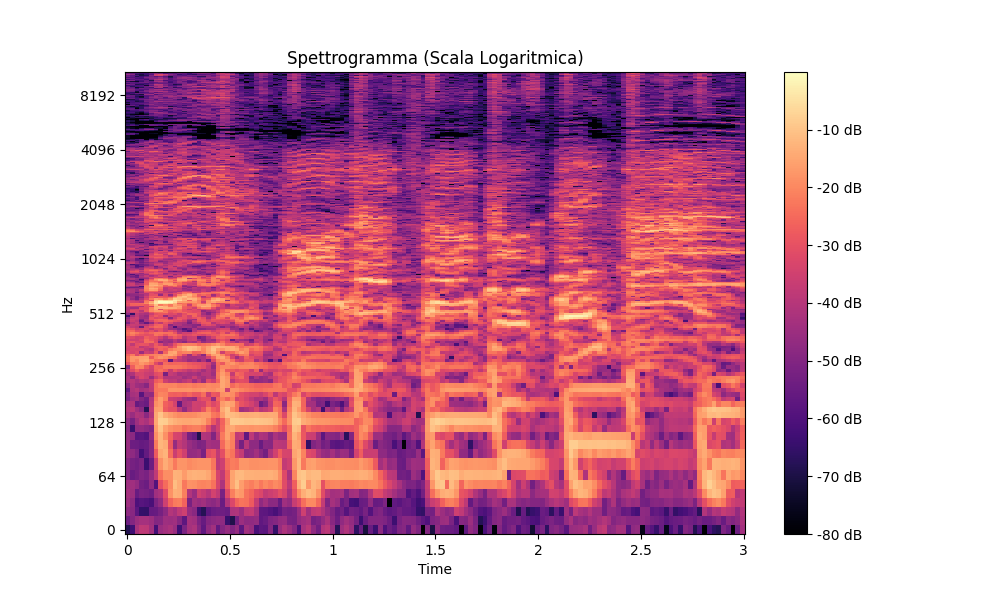 Spettrogramma (Scala Logaritmica)
8192
4096
2048
1024
512
256
128
64
0
Hz
0
0.5
1
1.5
2
2.5
3
Time
-10 dB
-20 dB
-30 dB
-40 dB
-50 dB
-60 dB
-70 dB
-80 dB